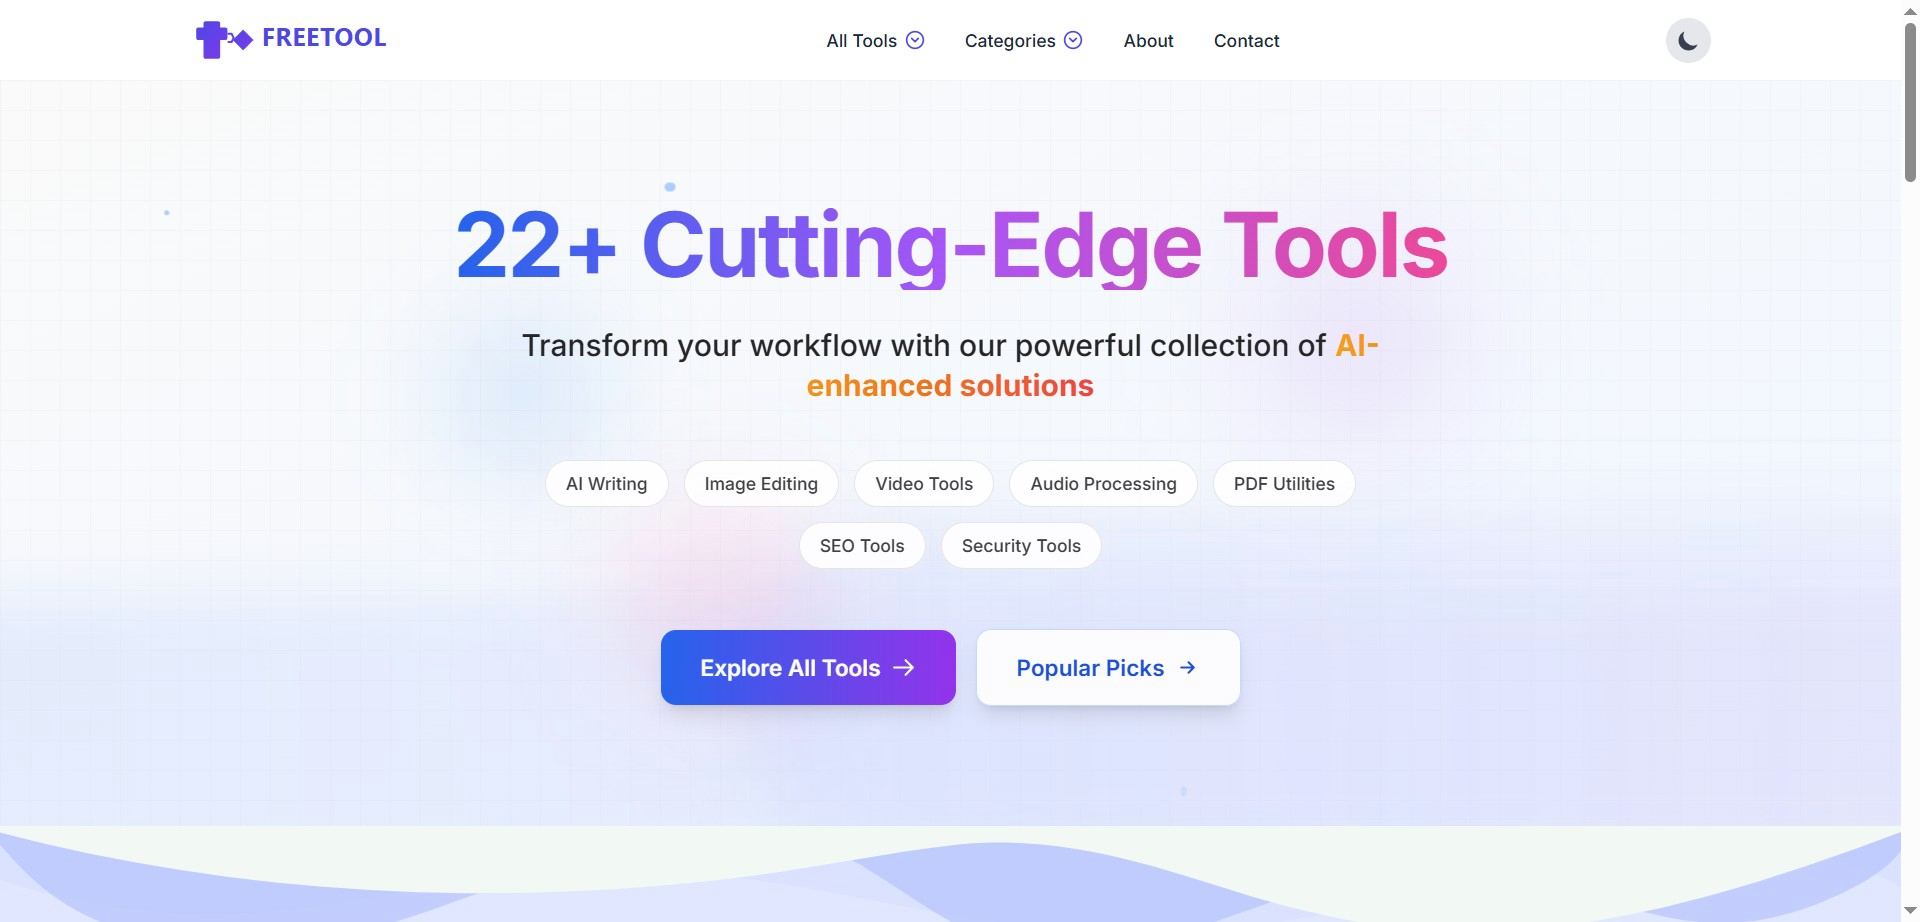 FREETOOL
All Tools
Categories
About
Contact
22+ Cutting-Edge Tools
Transform your workflow with our powerful collection of AI-
enhanced solutions
AI Writing
Image Editing
Video Tools
Audio Processing
PDF Utilities
SEO Tools
Security Tools
Explore All Tools →
Popular Picks →